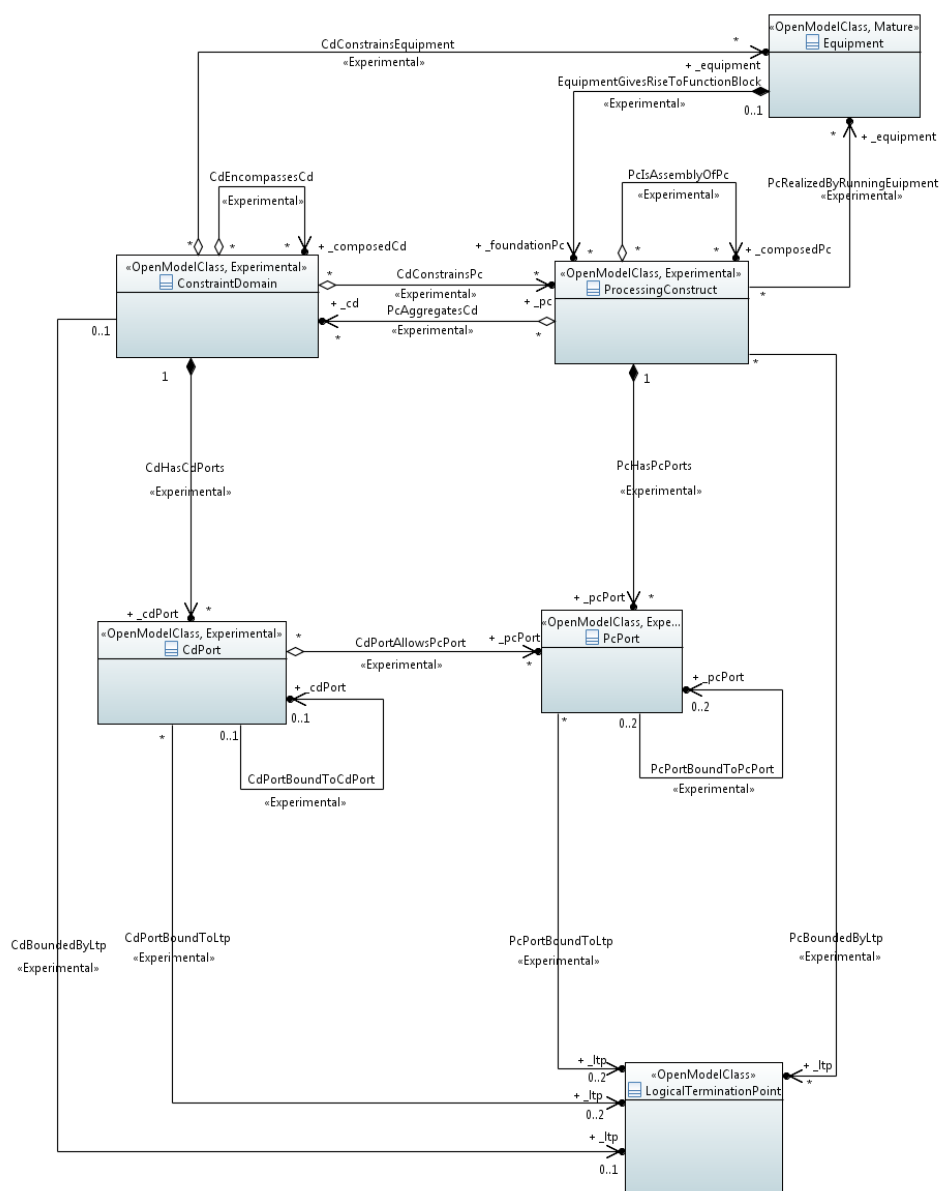 «OpenModelClass, Mature»
Equipment
CdConstrainsEquipment
«Experimental»
*
+ _equipment
EquipmentGivesRiseToFunctionBlock
«Experimental»
0..1
*
+ _equipment
CdEncompassesCd
«Experimental»
PcIsAssemblyOfPc
«Experimental»
PcRealizedByRunningEuipment
«Experimental»
*
*
*
+ _composedCd
+ _foundationPc
*
*
*
+ _composedPc
«OpenModelClass, Experimental»
ConstraintDomain
*
CdConstrainsPc
«Experimental»
*
«OpenModelClass, Experimental»
ProcessingConstruct
*
+ _cd
PcAggregatesCd
«Experimental»
+ _pc
*
*
0..1
*
1
1
CdHasCdPorts
«Experimental»
PcHasPcPorts
«Experimental»
+ _cdPort
*
+ _pcPort
*
«OpenModelClass, Experimental»
CdPort
*
CdPortAllowsPcPort
«Experimental»
+ _pcPort
*
«OpenModelClass, Expe...
PcPort
+ _cdPort
0..1
+ _pcPort
0..2
*
0..1
*
0..2
CdPortBoundToCdPort
«Experimental»
PcPortBoundToPcPort
«Experimental»
CdBoundedByLtp
«Experimental»
CdPortBoundToLtp
«Experimental»
PcPortBoundToLtp
«Experimental»
PcBoundedByLtp
«Experimental»
+ _ltp
0..2
+ _ltp
*
«OpenModelClass»
LogicalTerminationPoint
+ _ltp
0..2
+ _ltp
0..1